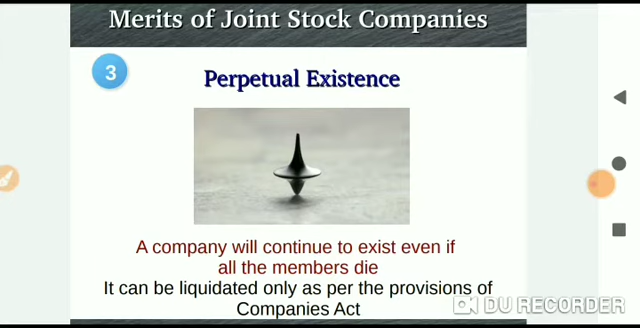 Merits of Joint Stock Companies
3
Perpetual Existence
A company will continue to exist even if
all the members die
It can be liquidated only as per the provisions of
Companies Act
DU RECORDER